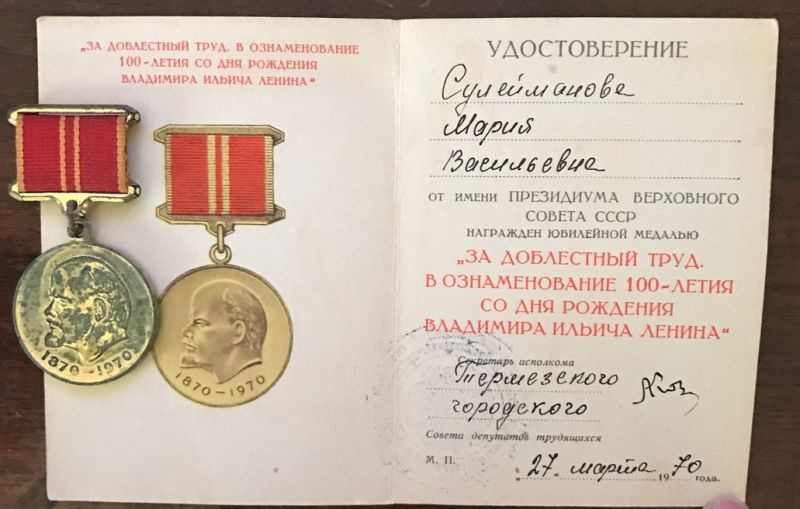 „ЗА ДОБЛЕСТНЫЙ ТРУД. В ОЗНАМЕНОВАНИЕ
100-ЛЕТИЯ СО ДНЯ РОЖДЕНИЯ
ВЛАДИМИРА ИЛЬИЧА ЛЕНИНА“
1870-1970
1870-1970
УДОСТОВЕРЕНИЕ
Сулейманова
Мария
Васильевна
ОТ ИМЕНИ ПРЕЗИДИУМА ВЕРХОВНОГО
СОВЕТА СССР
НАГРАЖДЕН ЮБИЛЕЙНОЙ МЕДАЛЬЮ
„ЗА ДОБЛЕСТНЫЙ ТРУД.
В ОЗНАМЕНОВАНИЕ 100-ЛЕТИЯ
СО ДНЯ РОЖДЕНИЯ
ВЛАДИМИРА ИЛЬИЧА ЛЕНИНА“
Секретарь исполкома
Термезского
городского
Совета депутатов трудящихся
М. П. „27“ марта 1970 года.